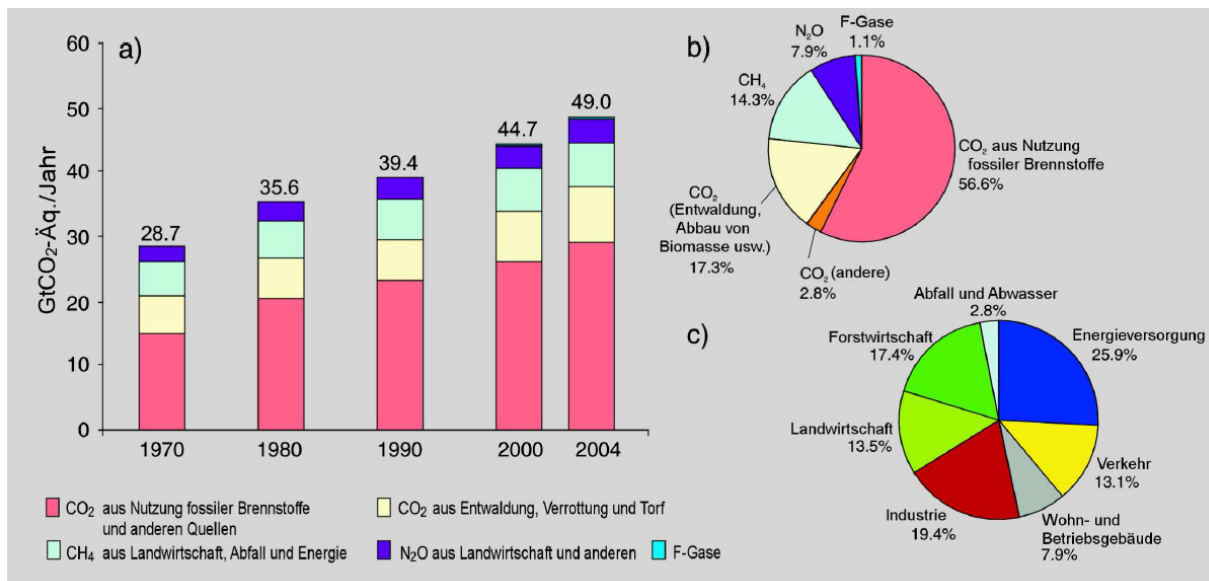 a)
GtCO₂-Äq./Jahr
60
50
40
30
20
10
0
28.7
35.6
39.4
44.7
49.0
1970
1980
1990
2000
2004
CO₂ aus Nutzung fossiler Brennstoffe
und anderen Quellen
CO₂ aus Entwaldung, Verrottung und Torf
CH₄ aus Landwirtschaft, Abfall und Energie
N₂O aus Landwirtschaft und anderen
F-Gase
b)
F-Gase
1.1%
N₂O
7.9%
CH₄
14.3%
CO₂ aus Nutzung
fossiler Brennstoffe
56.6%
CO₂
(Entwaldung,
Abbau von
Biomasse usw.)
17.3%
CO₂ (andere)
2.8%
c)
Abfall und Abwasser
2.8%
Forstwirtschaft
17.4%
Energieversorgung
25.9%
Landwirtschaft
13.5%
Verkehr
13.1%
Industrie
19.4%
Wohn- und
Betriebsgebäude
7.9%